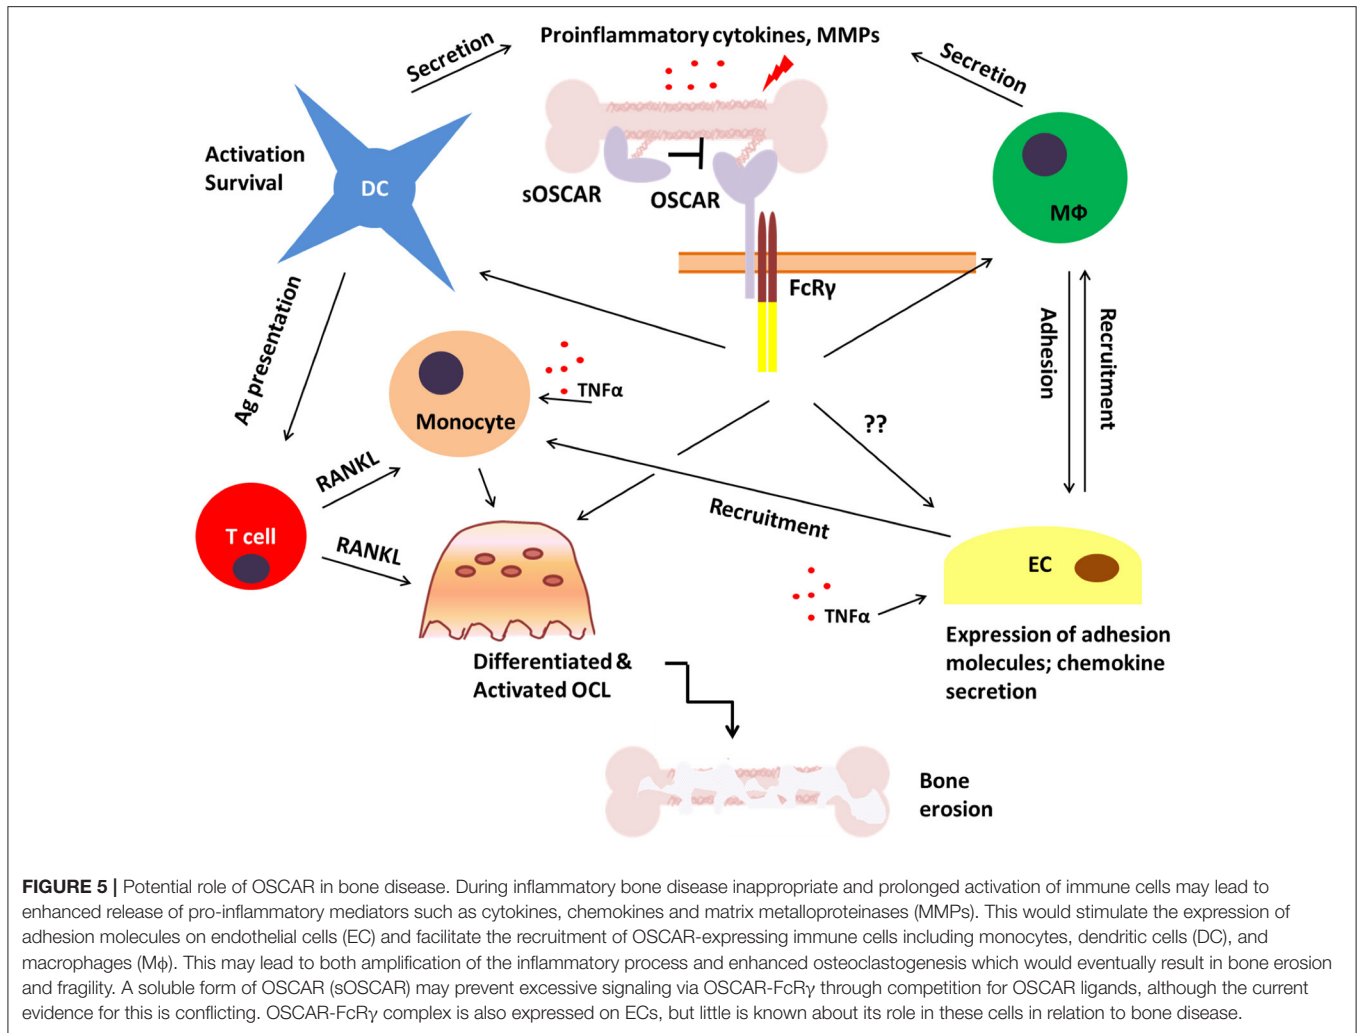 Proinflammatory cytokines, MMPs
Secretion
Secretion
Activation
Survival
DC
sOSCAR
OSCAR
MΦ
FcRγ
Adhesion
Recruitment
Ag presentation
TNFα
Monocyte
??
RANKL
Recruitment
T cell
RANKL
EC
TNFα
Expression of adhesion
molecules; chemokine
secretion
Differentiated &
Activated OCL
Bone
erosion
FIGURE 5 | Potential role of OSCAR in bone disease. During inflammatory bone disease inappropriate and prolonged activation of immune cells may lead to
enhanced release of pro-inflammatory mediators such as cytokines, chemokines and matrix metalloproteinases (MMPs). This would stimulate the expression of
adhesion molecules on endothelial cells (EC) and facilitate the recruitment of OSCAR-expressing immune cells including monocytes, dendritic cells (DC), and
macrophages (Mϕ). This may lead to both amplification of the inflammatory process and enhanced osteoclastogenesis which would eventually result in bone erosion
and fragility. A soluble form of OSCAR (sOSCAR) may prevent excessive signaling via OSCAR-FcRγ through competition for OSCAR ligands, although the current
evidence for this is conflicting. OSCAR-FcRγ complex is also expressed on ECs, but little is known about its role in these cells in relation to bone disease.